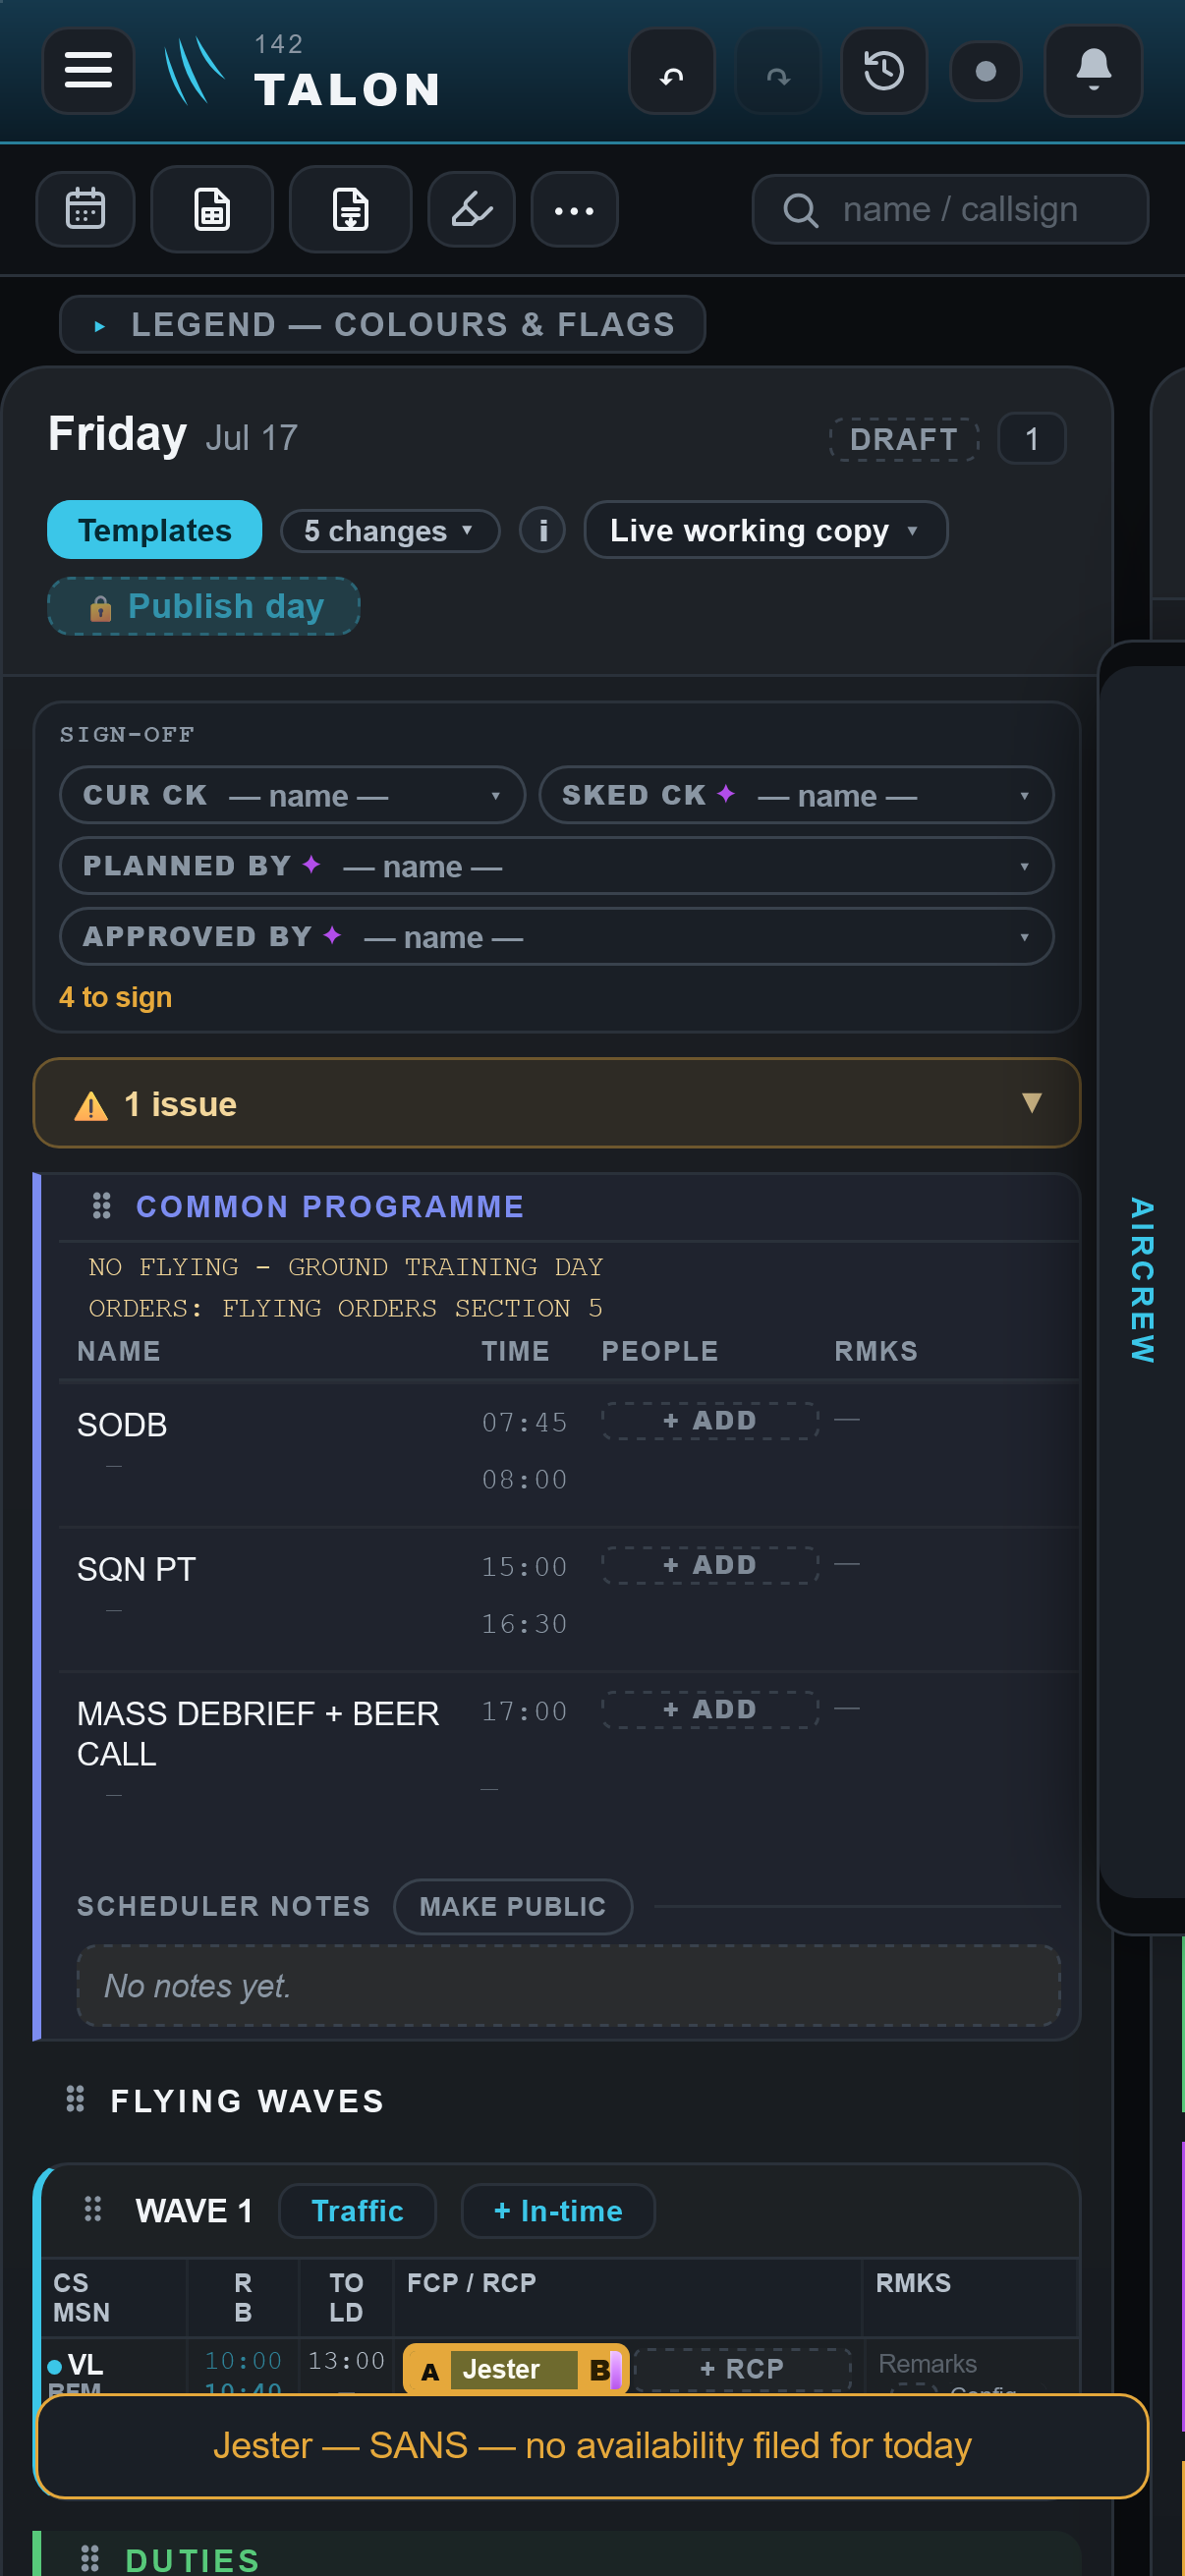 142
TALON
name / callsign
LEGEND — COLOURS & FLAGS
Friday Jul 17 DRAFT 1
Templates 5 changes i Live working copy
Publish day
SIGN-OFF
CUR CK — name — SKED CK — name —
PLANNED BY — name —
APPROVED BY — name —
4 to sign
1 issue
AIRCREW
COMMON PROGRAMME
NO FLYING - GROUND TRAINING DAY
ORDERS: FLYING ORDERS SECTION 5
NAME TIME PEOPLE RMKS
SODB 07:45 + ADD —
— 08:00
SQN PT 15:00 + ADD —
— 16:30
MASS DEBRIEF + BEER 17:00 + ADD —
CALL
— —
SCHEDULER NOTES MAKE PUBLIC
No notes yet.
FLYING WAVES
WAVE 1 Traffic + In-time
CS R TO FCP / RCP RMKS
MSN B LD
VL 10:00 13:00 A Jester B + RCP Remarks
Jester — SANS — no availability filed for today
DUTIES